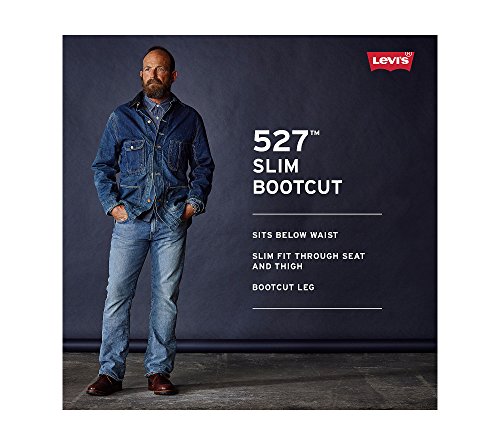 LEVI'S®
527™
SLIM
BOOTCUT
SITS BELOW WAIST
SLIM FIT THROUGH SEAT
AND THIGH
BOOTCUT LEG